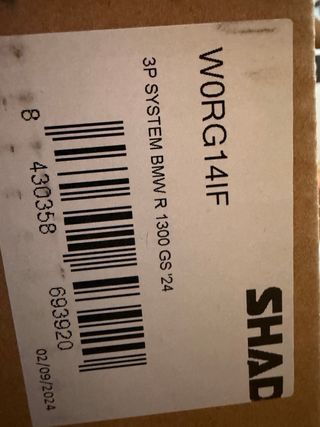 W0RG14IF
3P SYSTEM BMW R 1300 GS '24
8 430358 693920
02/09/2024
SHAD